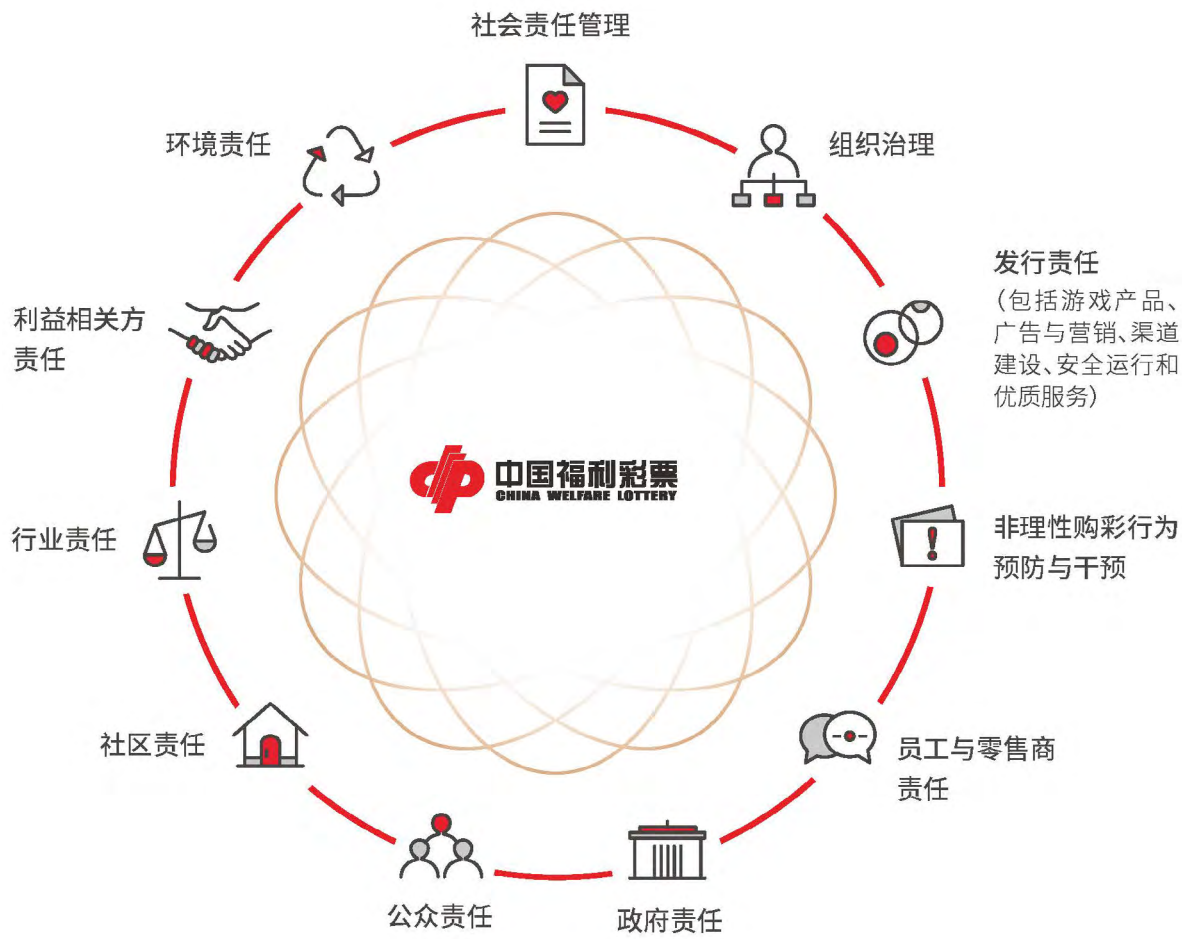 社会责任管理
组织治理
发行责任
（包括游戏产品、
广告与营销、渠道
建设、安全运行和
优质服务）
非理性购彩行为
预防与干预
员工与零售商
责任
政府责任
公众责任
社区责任
行业责任
利益相关方
责任
环境责任
中国福利彩票
CHINA WELFARE LOTTERY